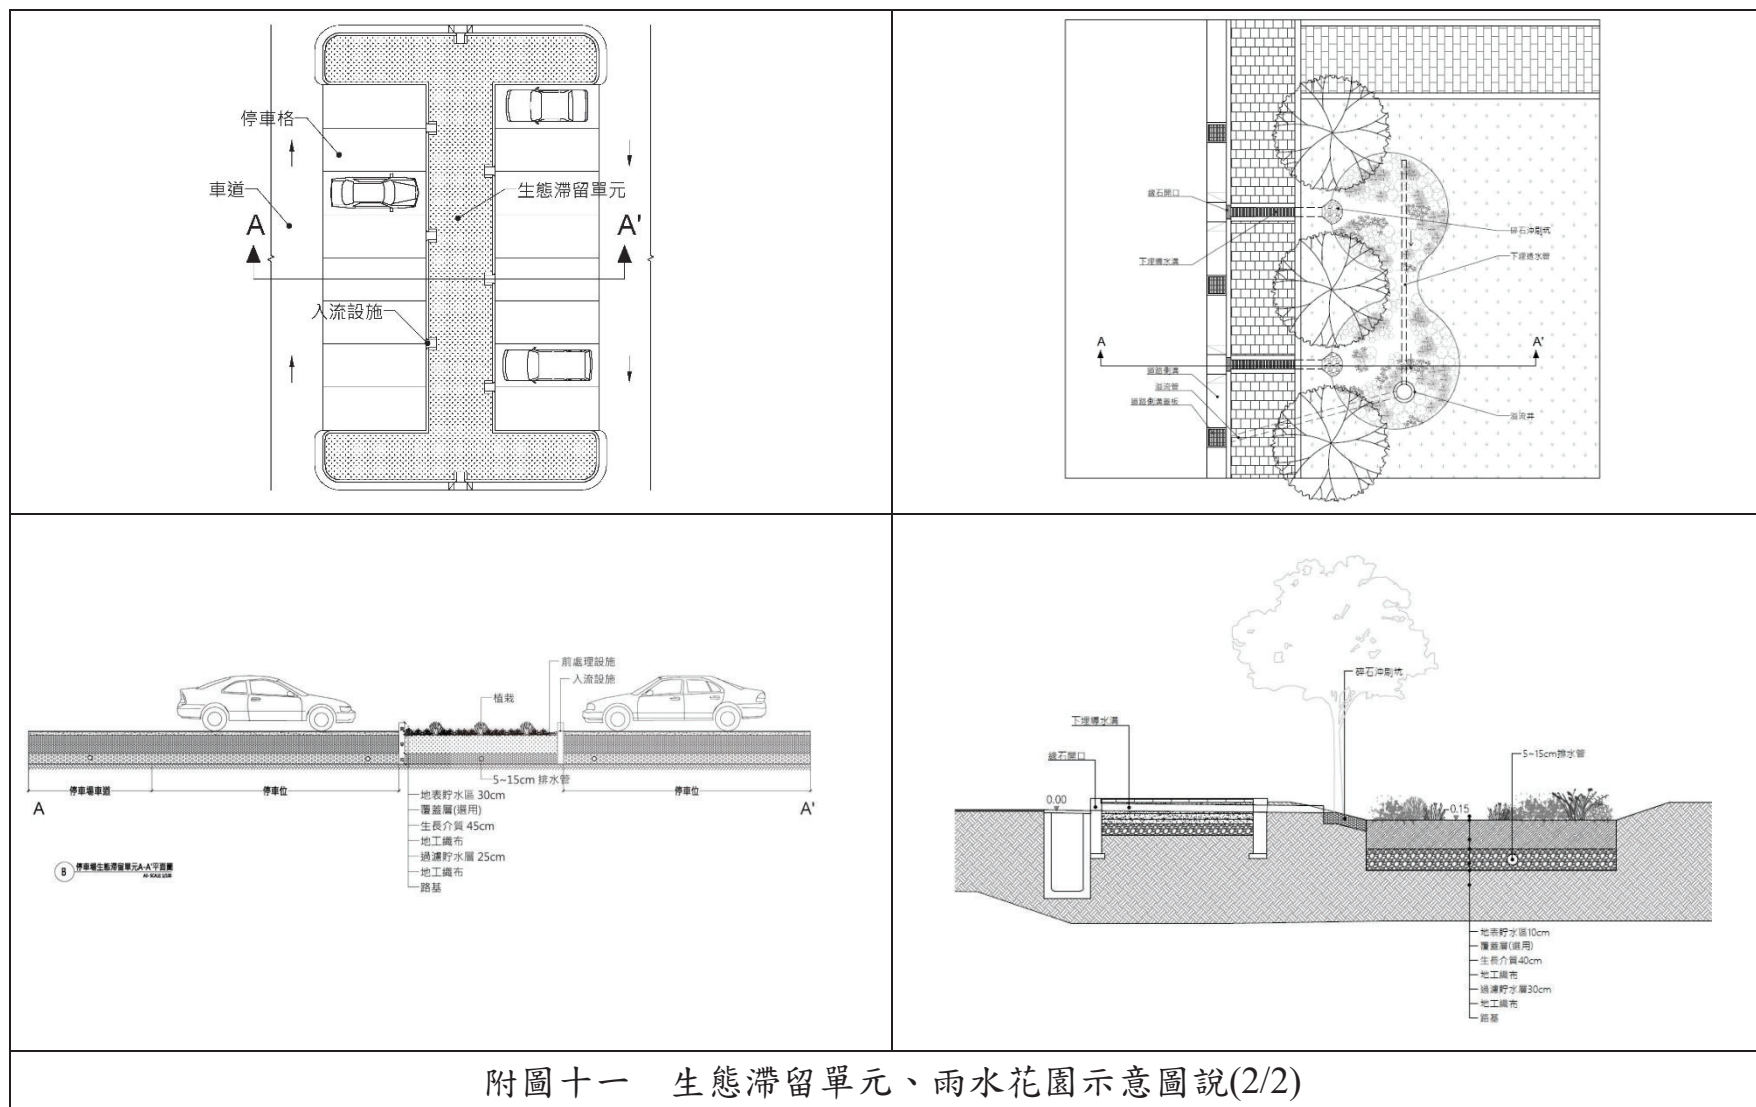 停車格
車道
生態滯留單元
A
A'
入流設施
緣石開口
碎石沖刷坑
下埋導水溝
下埋透水管
A
A'
道路側溝
溢流管
道路側溝蓋板
溢流井
前處理設施
入流設施
植栽
5~15cm 排水管
停車場車道
停車位
停車位
A
A'
地表貯水區 30cm
覆蓋層(選用)
生長介質 45cm
地工織布
過濾貯水層 25cm
地工織布
路基
B
停車場生態滯留單元A-A'平面圖
碎石沖刷坑
下埋導水溝
緣石開口
5~15cm排水管
0.00
0.15
地表貯水區10cm
覆蓋層(選用)
生長介質40cm
地工織布
過濾貯水層30cm
地工織布
路基
附圖十一 生態滯留單元、雨水花園示意圖說(2/2)